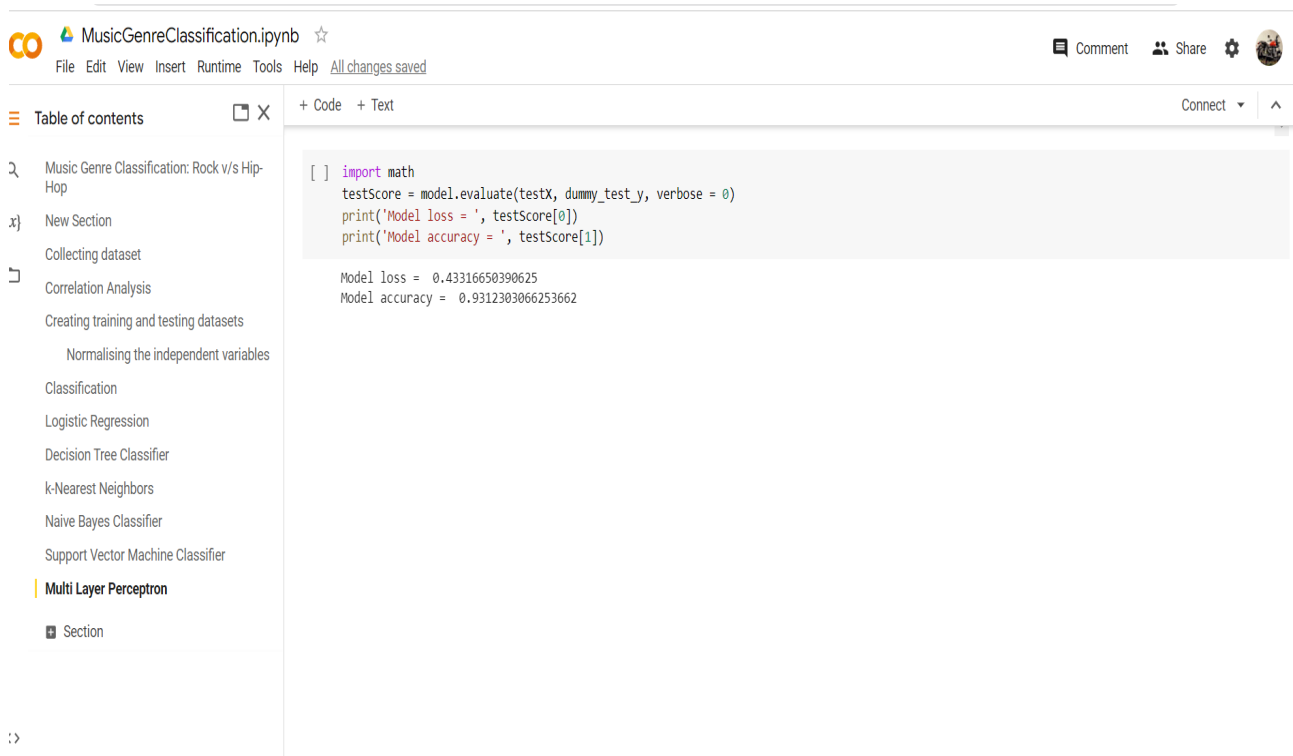 MusicGenreClassification.ipynb
File Edit View Insert Runtime Tools Help All changes saved
Comment Share
Table of contents
+ Code + Text
Connect
Music Genre Classification: Rock v/s Hip-
Hop
New Section
Collecting dataset
Correlation Analysis
Creating training and testing datasets
Normalising the independent variables
Classification
Logistic Regression
Decision Tree Classifier
k-Nearest Neighbors
Naive Bayes Classifier
Support Vector Machine Classifier
Multi Layer Perceptron
Section
[ ] import math
testScore = model.evaluate(testX, dummy_test_y, verbose = 0)
print('Model loss = ', testScore[0])
print('Model accuracy = ', testScore[1])
Model loss =  0.43316650390625
Model accuracy =  0.9312303066253662